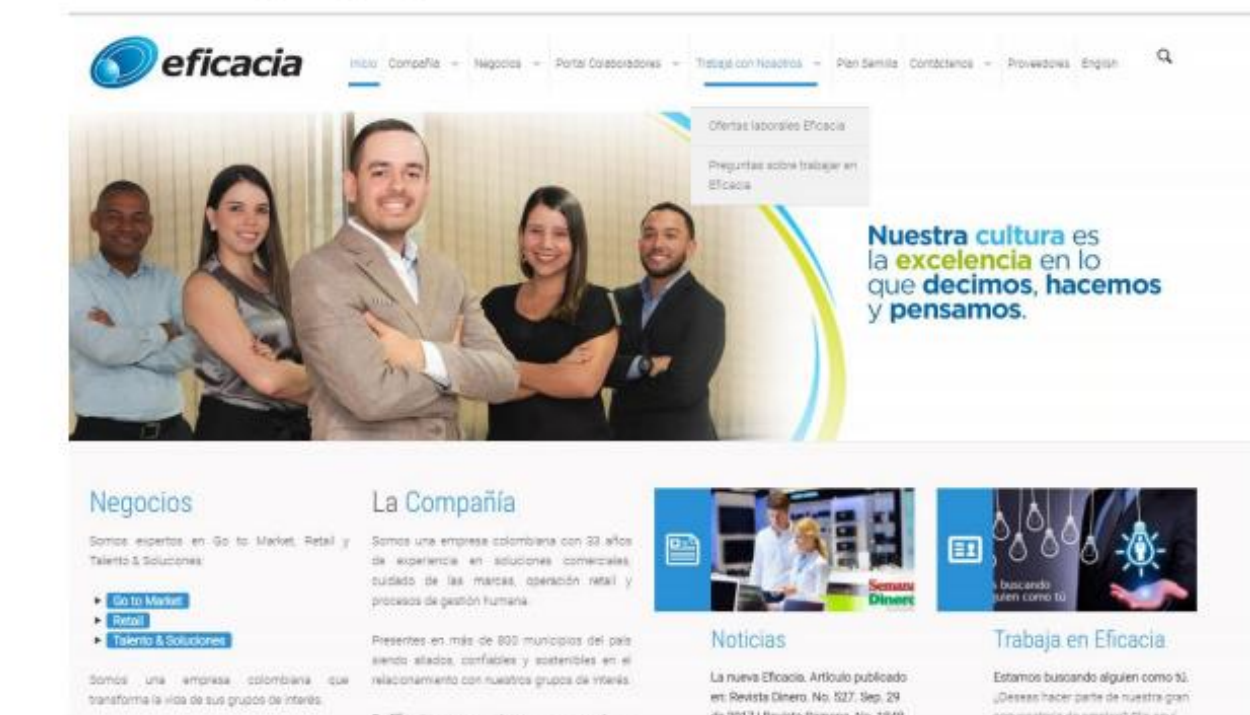 eficacia
Inicio Compañía Negocios Portal Colaboradores Trabaja con Nosotros Plan Semilla Contáctenos Proveedores English
Ofertas laborales Eficacia
Preguntas sobre trabajar en
Eficacia
Nuestra cultura es
la excelencia en lo
que decimos, hacemos
y pensamos.
Negocios
Somos expertos en Go to Market, Retail y
Talento & Soluciones:
Go to Market
Retail
Talento & Soluciones
Somos una empresa colombiana que
transforma la vida de sus grupos de interés.
La Compañía
Somos una empresa colombiana con 33 años
de experiencia en soluciones comerciales,
cuidado de las marcas, operación retail y
procesos de gestión humana.
Presentes en más de 800 municipios del país
siendo aliados, confiables y sostenibles en el
relacionamiento con nuestros grupos de interés.
Semana
Dinero
Noticias
La nueva Eficacia. Artículo publicado
en: Revista Dinero. No. 527. Sep. 29
buscando
alguien como tú
Trabaja en Eficacia
Estamos buscando alguien como tú.
¿Deseas hacer parte de nuestra gran